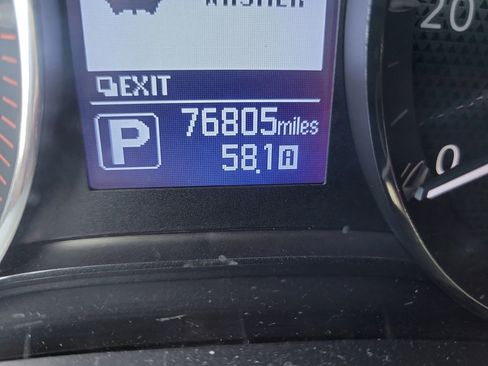 WASHER
20
EXIT
76805miles
P
58.1 A
0